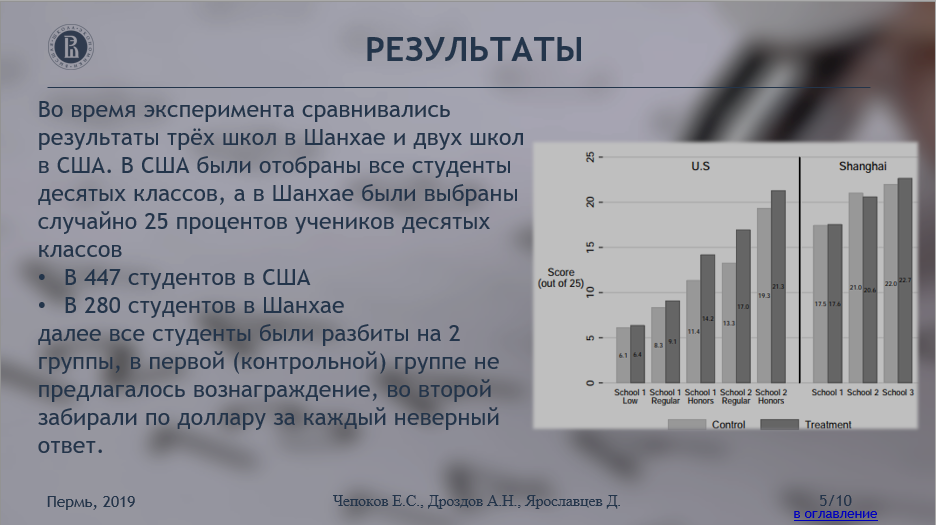 РЕЗУЛЬТАТЫ
Во время эксперимента сравнивались
результаты трёх школ в Шанхае и двух школ
в США. В США были отобраны все студенты
десятых классов, а в Шанхае были выбраны
случайно 25 процентов учеников десятых
классов
• В 447 студентов в США
• В 280 студентов в Шанхае
далее все студенты были разбиты на 2
группы, в первой (контрольной) группе не
предлагалось вознаграждение, во второй
забирали по доллару за каждый неверный
ответ.
U.S Shanghai
Score
(out of 25)
25
20
15
10
5
0
6.1 6.4 8.3 9.1 11.4 14.2 13.3 17.0 19.3 21.3 17.5 17.6 21.0 20.6 22.0 22.7
School 1 School 1 School 1 School 2 School 2 School 1 School 2 School 3
Low Regular Honors Regular Honors
Control Treatment
Пермь, 2019 Чепоков Е.С., Дроздов А.Н., Ярославцев Д. 5/10
в оглавление